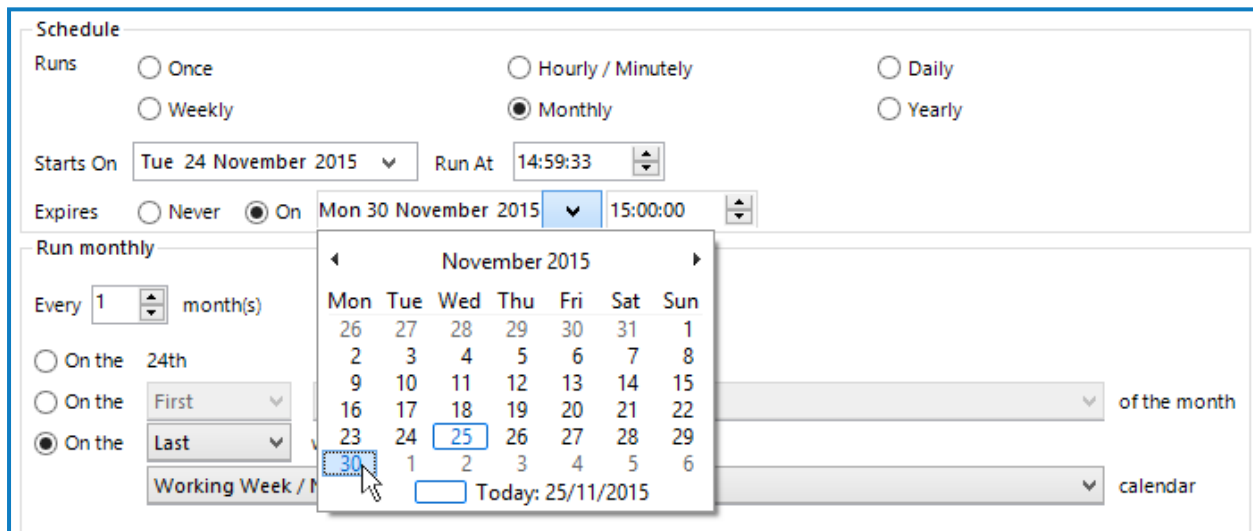 Schedule
Runs Once Hourly / Minutely Daily
Weekly Monthly Yearly
Starts On Tue 24 November 2015 Run At 14:59:33
Expires Never On Mon 30 November 2015 15:00:00
Run monthly
November 2015
Every 1 month(s)
Mon Tue Wed Thu Fri Sat Sun
26 27 28 29 30 31 1
On the 24th
2 3 4 5 6 7 8
9 10 11 12 13 14 15
On the First of the month
16 17 18 19 20 21 22
On the Last
23 24 25 26 27 28 29
30 1 2 3 4 5 6
Working Week / calendar
Today: 25/11/2015